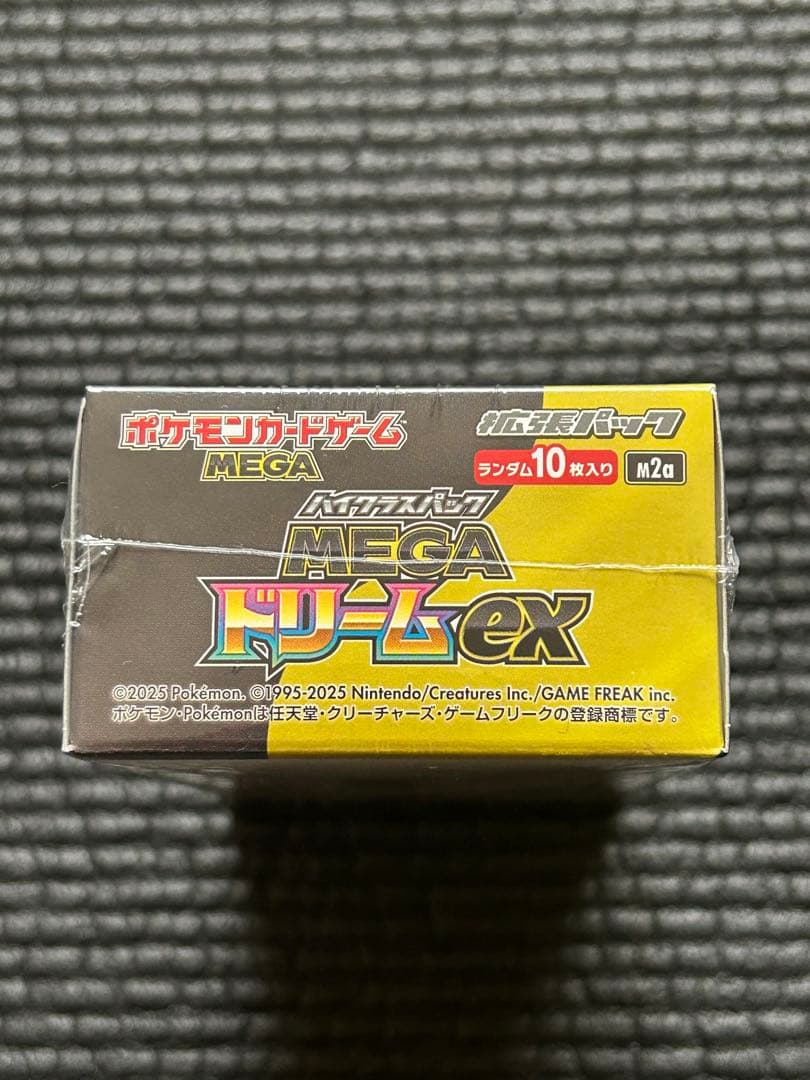 ポケモンカードゲーム
MEGA
拡張パック
ランダム10枚入り
M2a
ハイクラスパック
MEGA
ドリームex
©2025 Pokémon. ©1995-2025 Nintendo/Creatures Inc./GAME FREAK inc.
ポケモン・Pokémonは任天堂・クリーチャーズ・ゲームフリークの登録商標です。